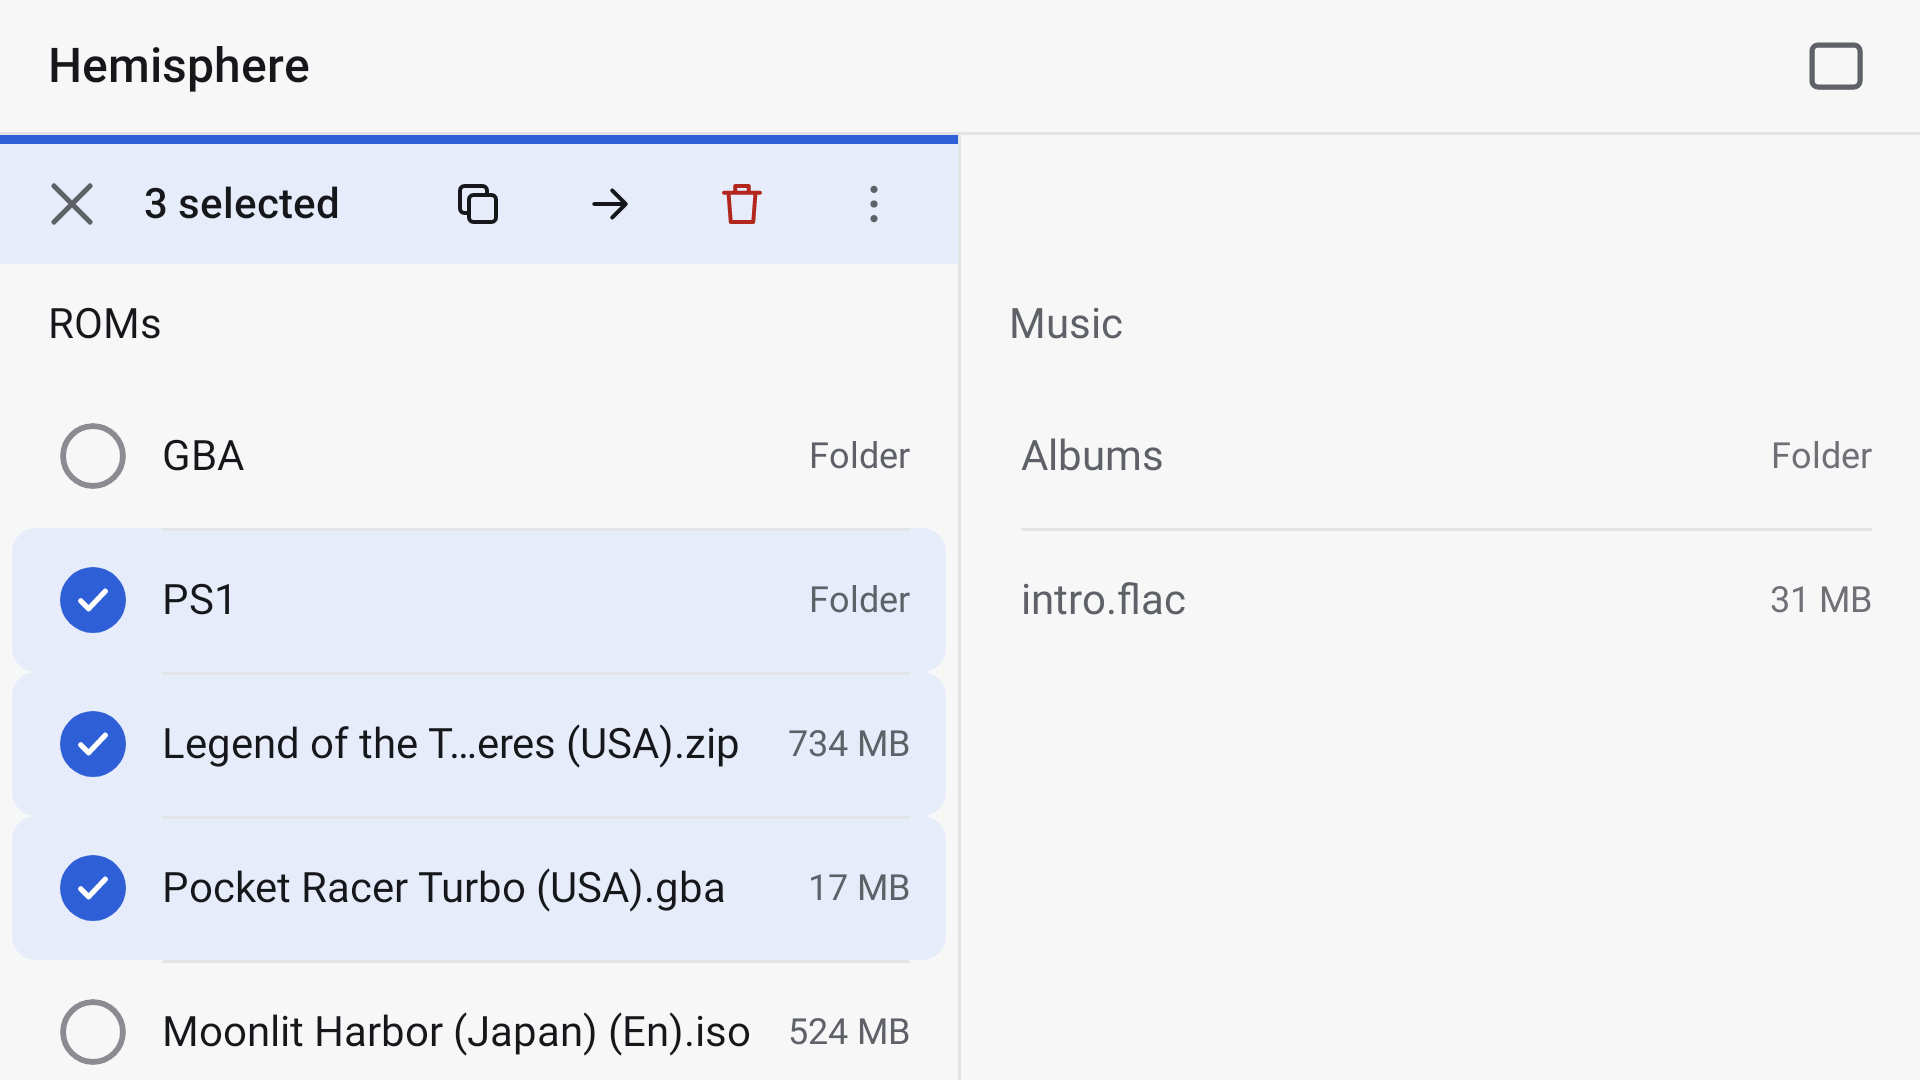 Hemisphere
3 selected
ROMs
GBA Folder
PS1 Folder
Legend of the T...eres (USA).zip 734 MB
Pocket Racer Turbo (USA).gba 17 MB
Moonlit Harbor (Japan) (En).iso 524 MB
Music
Albums Folder
intro.flac 31 MB